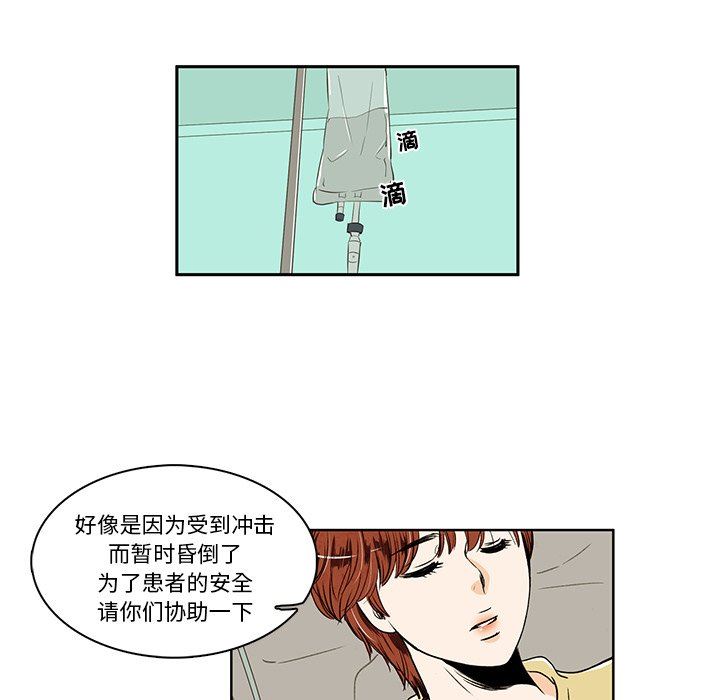 滴
滴
好像是因为受到冲击
而暂时昏倒了
为了患者的安全
请你们协助一下